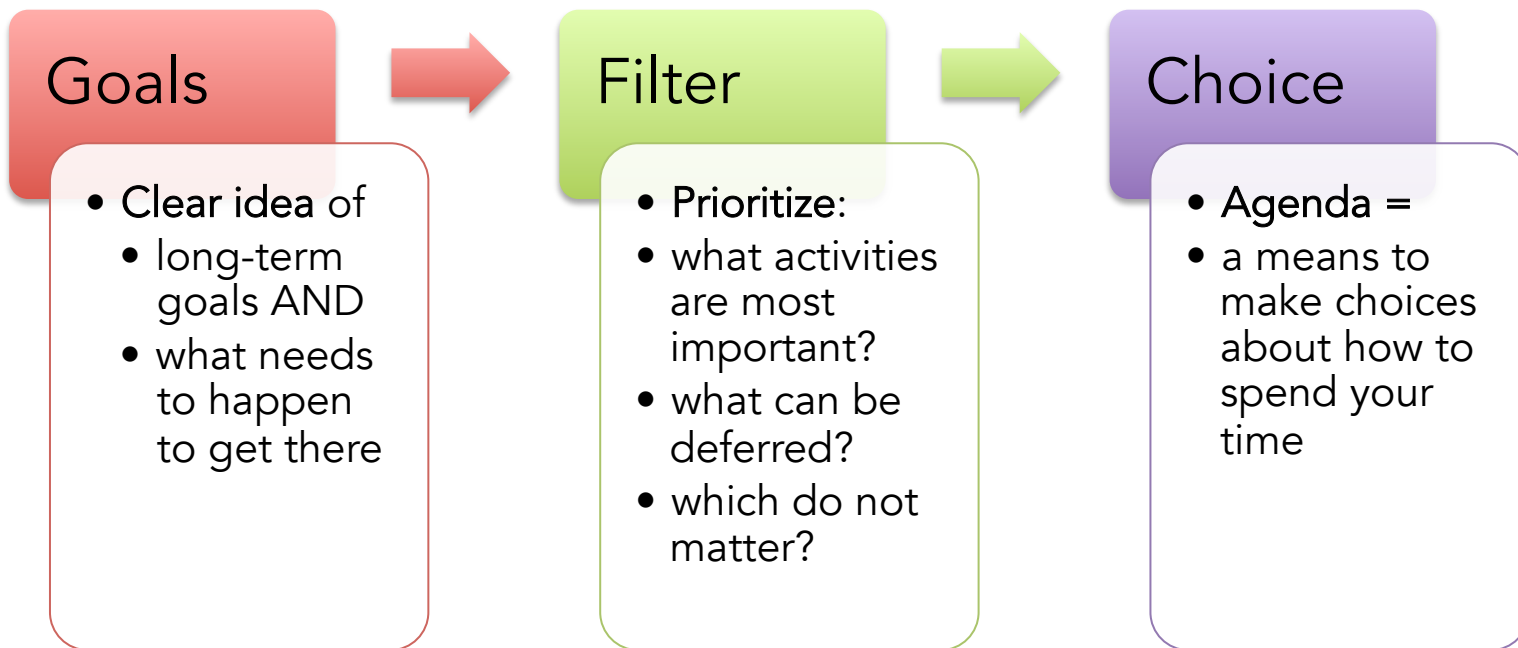 Goals
• Clear idea of
• long-term
goals AND
• what needs
to happen
to get there
Filter
• Prioritize:
• what activities
are most
important?
• what can be
deferred?
• which do not
matter?
Choice
• Agenda =
• a means to
make choices
about how to
spend your
time